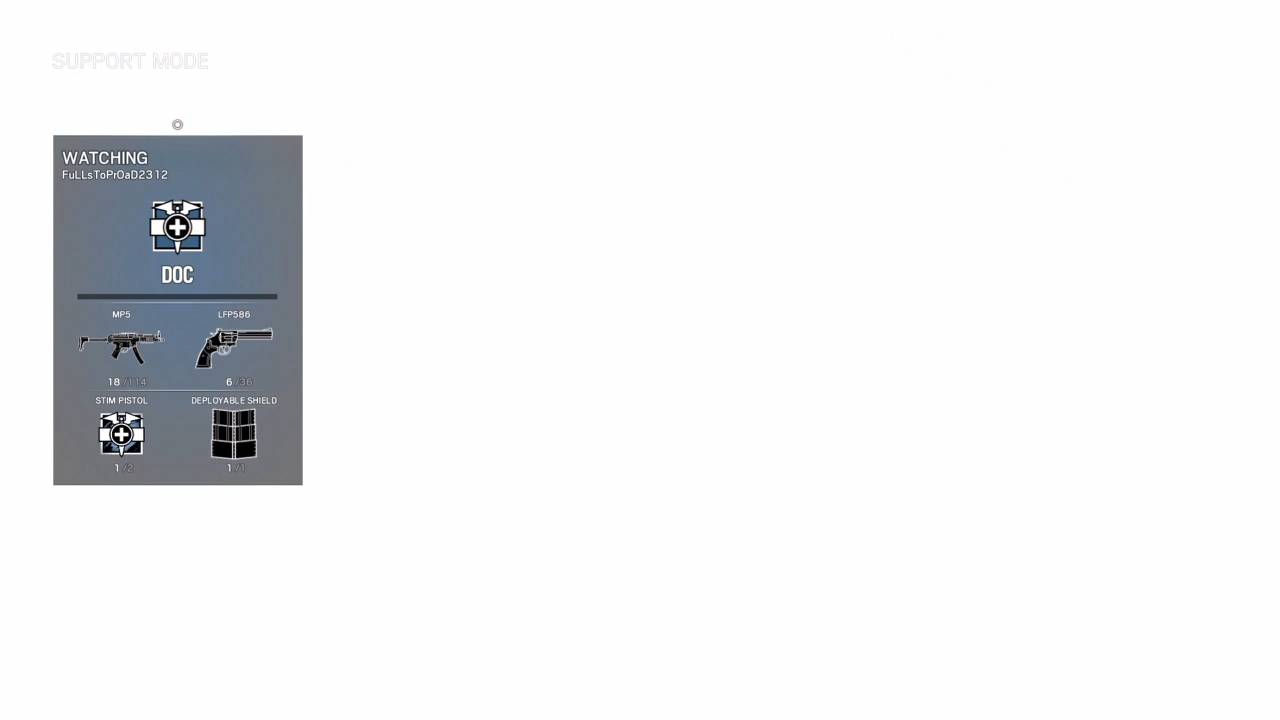 SUPPORT MODE
WATCHING
FuLLsToPrOaD2312
DOC
MP5 LFP586
18 /114 6 /36
STIM PISTOL DEPLOYABLE SHIELD
1 /2 1 /1